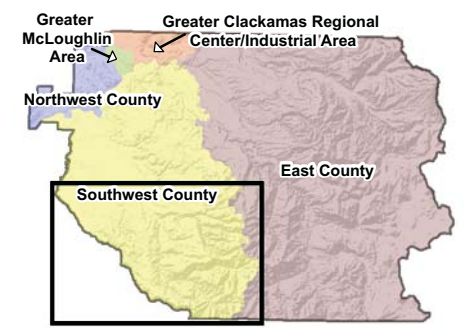 Greater
McLoughlin
Area
Greater Clackamas Regional
Center/Industrial Area
Northwest County
East County
Southwest County